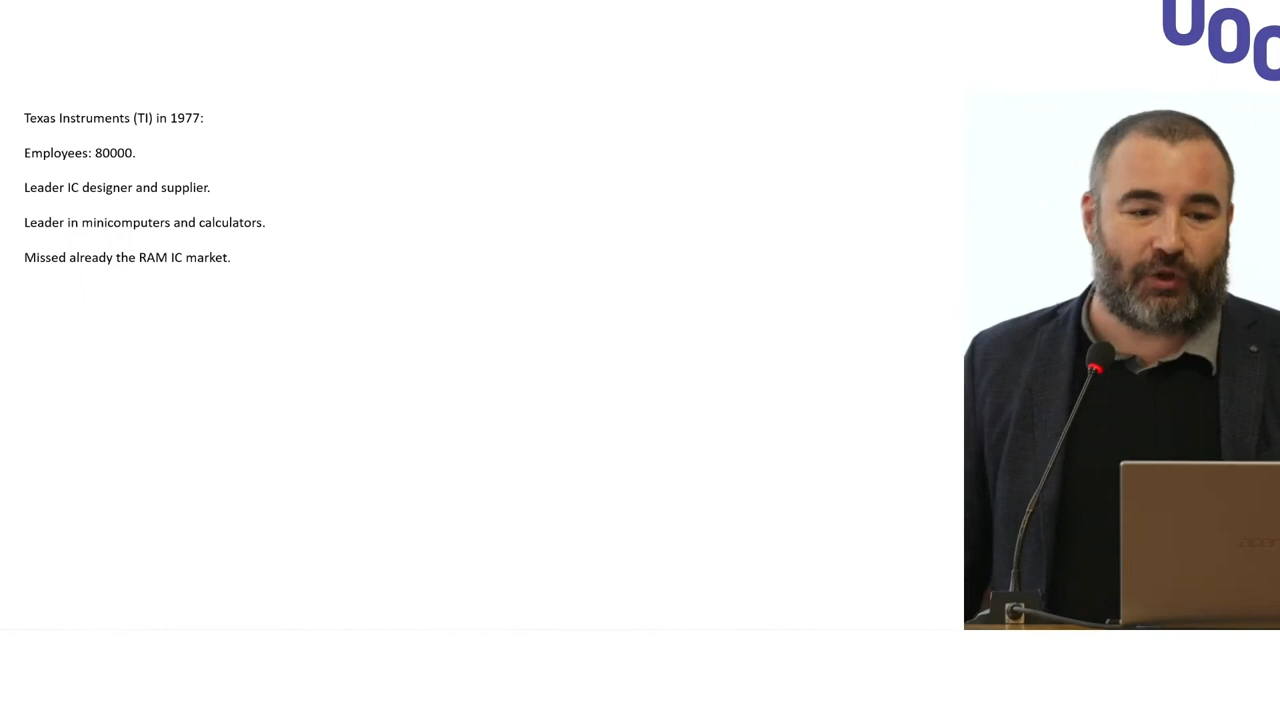 UOC
Texas Instruments (TI) in 1977:
Employees: 80000.
Leader IC designer and supplier.
Leader in minicomputers and calculators.
Missed already the RAM IC market.